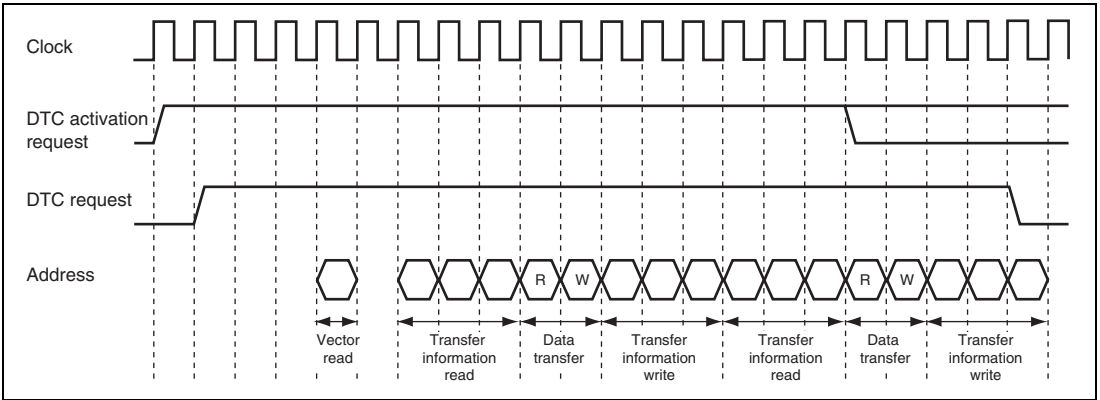 Clock
DTC activation
request
DTC request
Address
R
W
R
W
Vector
read
Transfer
information
read
Data
transfer
Transfer
information
write
Transfer
information
read
Data
transfer
Transfer
information
write